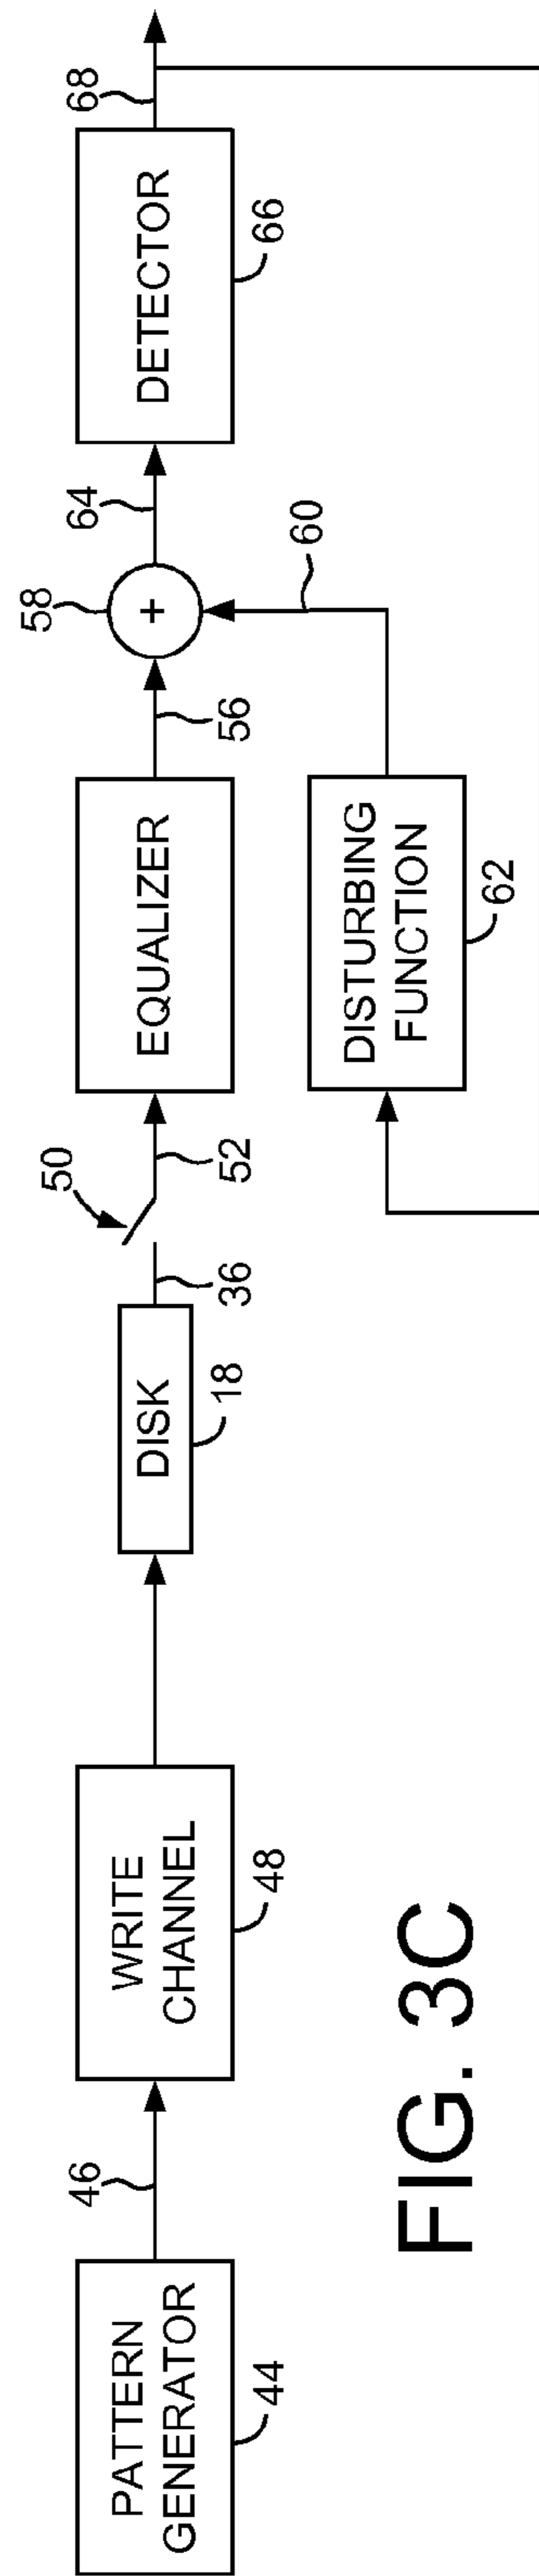 PATTERN
GENERATOR
44
46
WRITE
CHANNEL
48
DISK
18
36
50
52
EQUALIZER
56
58
+
60
DISTURBING
FUNCTION
62
64
DETECTOR
66
68
FIG. 3C